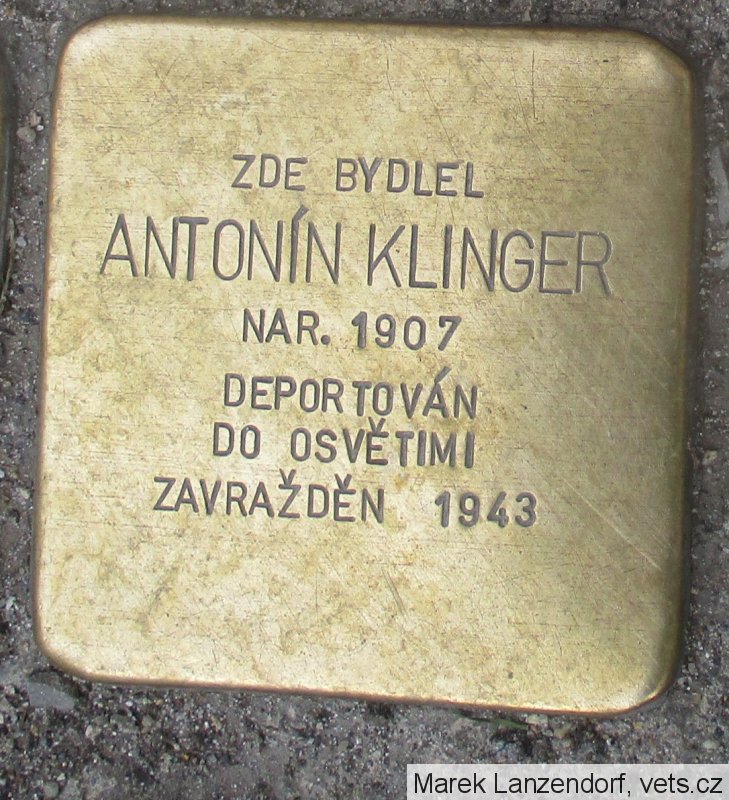 ZDE BYDLEL
ANTONÍN KLINGER
NAR. 1907
DEPORTOVÁN
DO OSVĚTIMI
ZAVRAŽDĚN 1943
Marek Lanzendorf, vets.cz